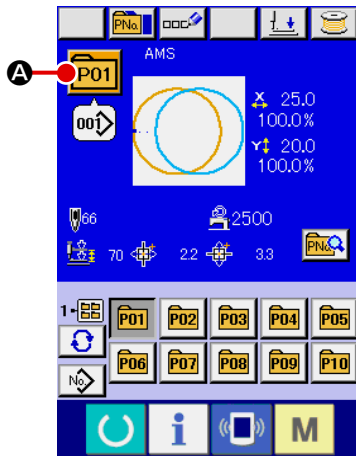 PNo.
A
P01
AMS
001
X 25.0
100.0%
Y 20.0
100.0%
66
2500
70
2.2
3.3
PNo.
1-
P01 P02 P03 P04 P05
P06 P07 P08 P09 P10
No.
i
M